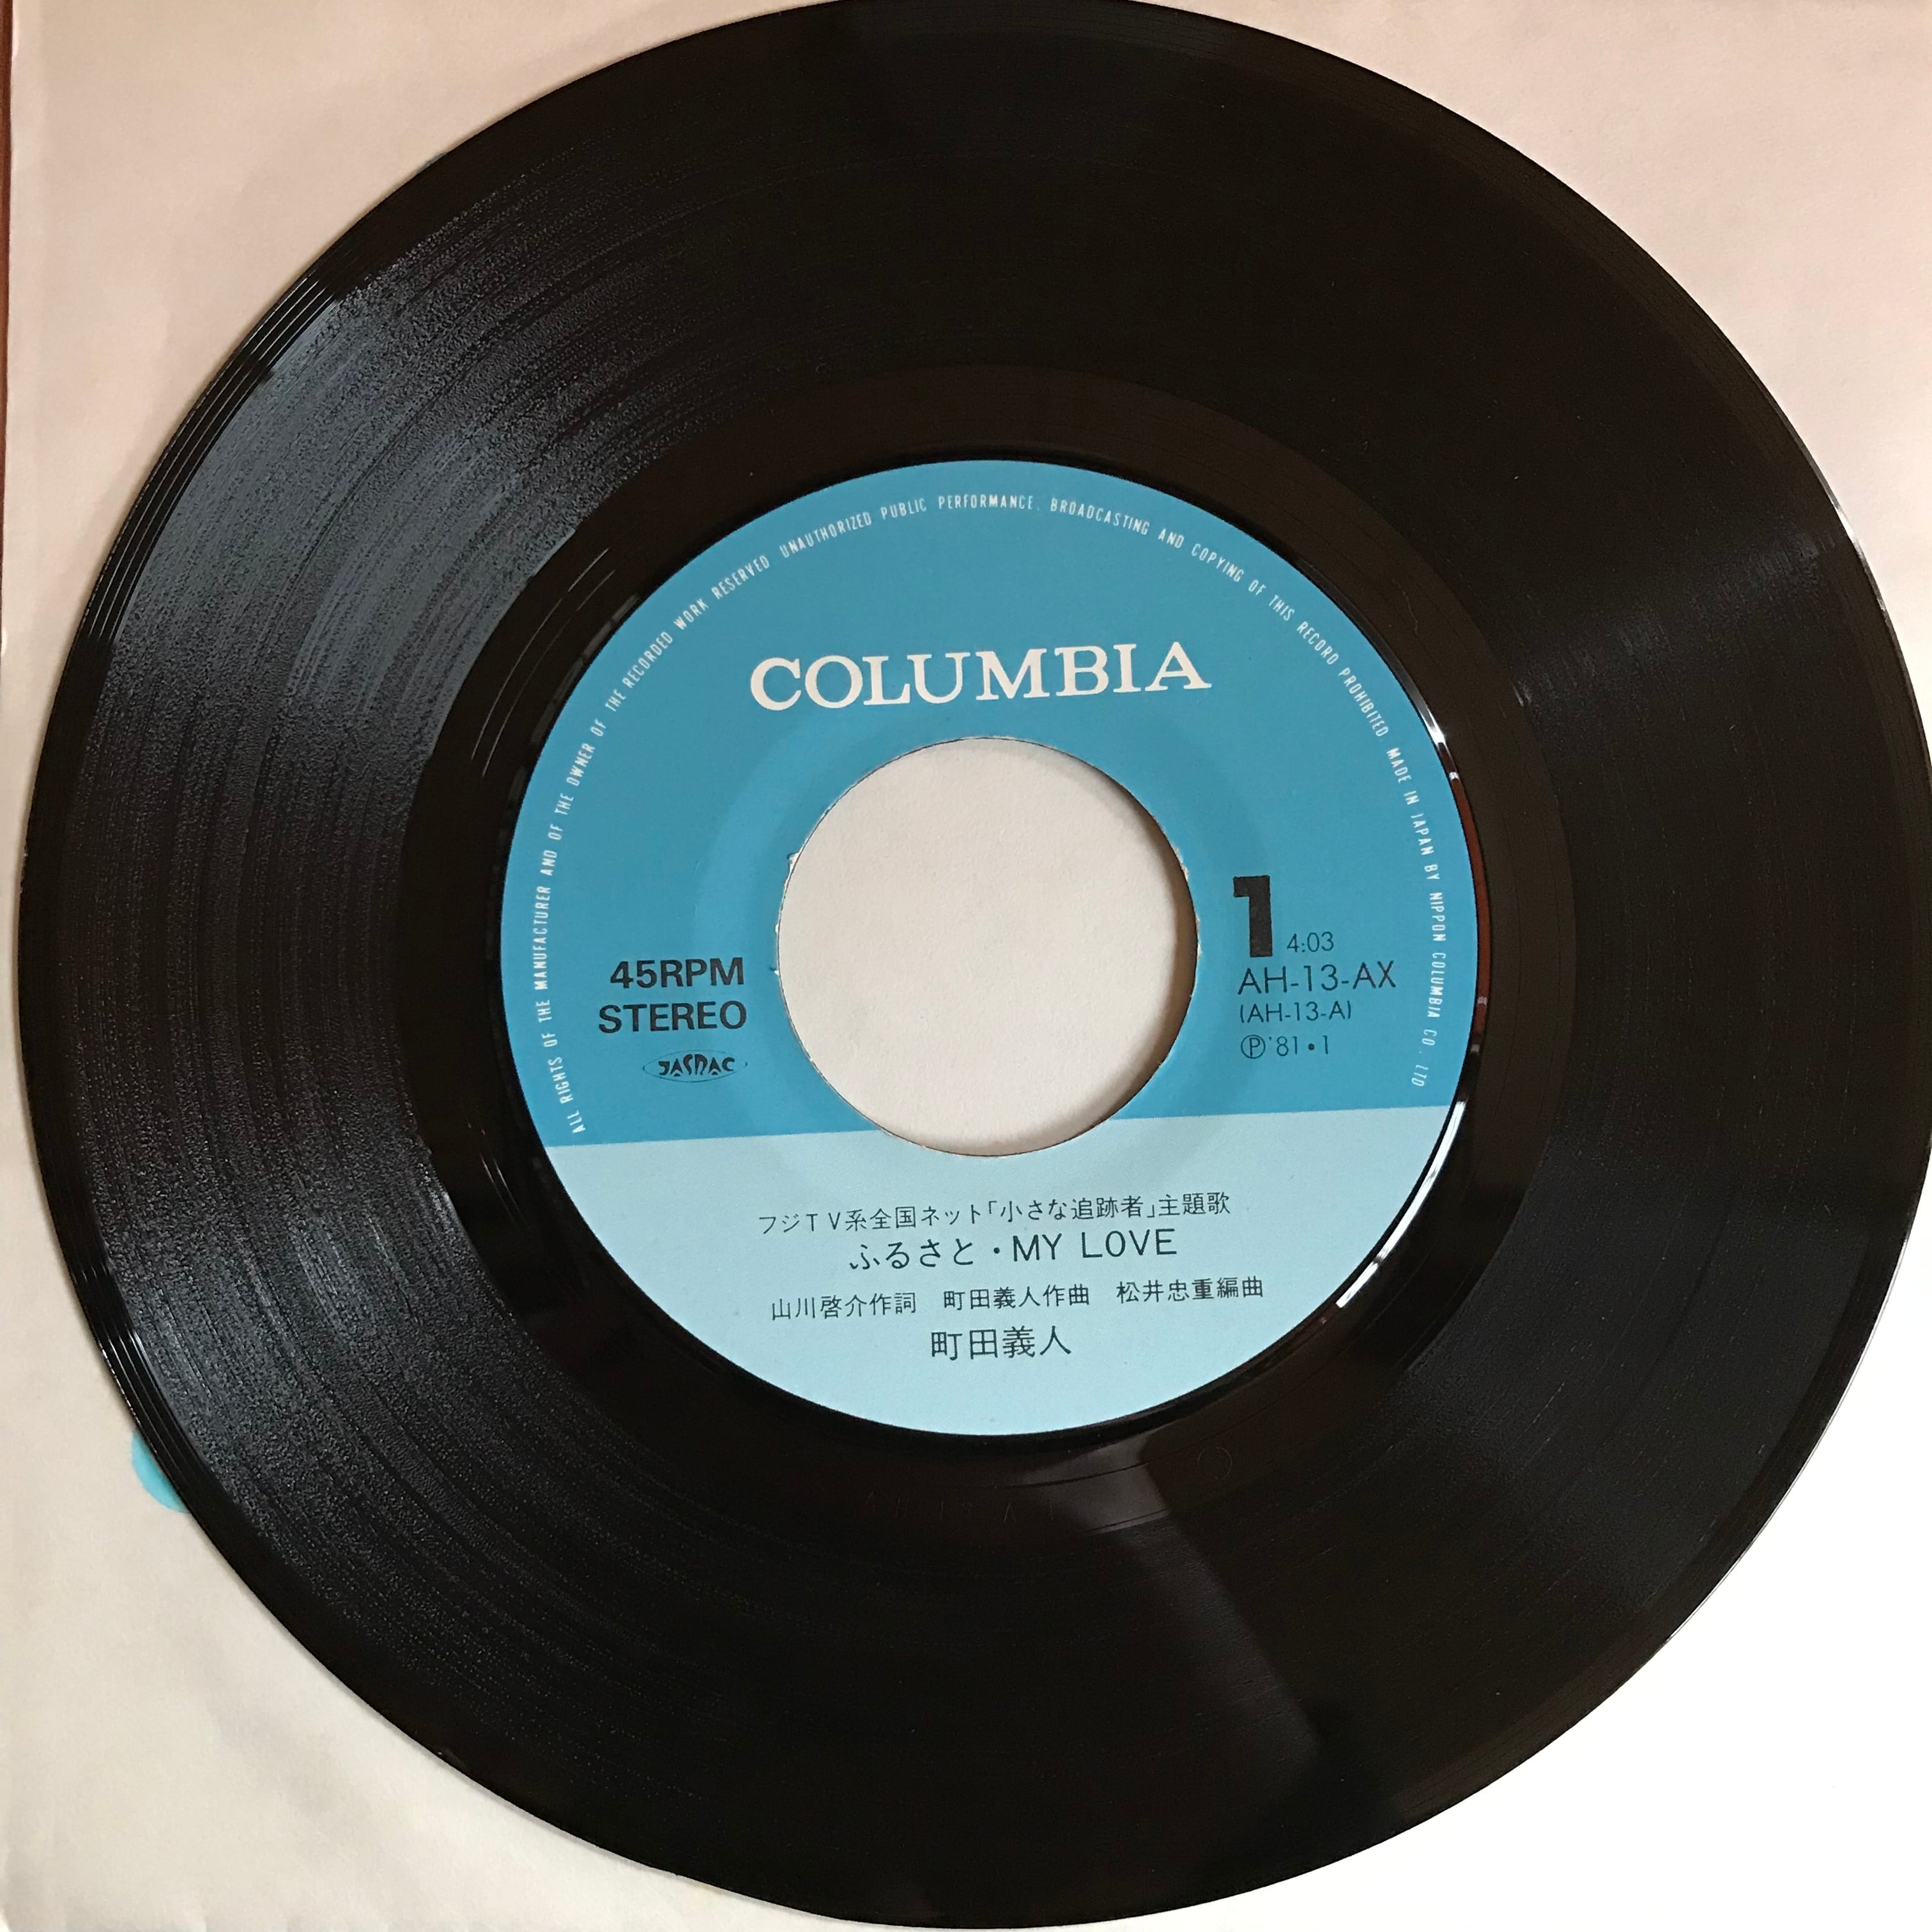 ALL RIGHTS OF THE MANUFACTURER AND OF THE OWNER OF THE RECORDED WORK RESERVED UNAUTHORIZED PUBLIC PERFORMANCE. BROADCASTING AND COPYING OF THIS RECORD PROHIBITED MADE IN JAPAN BY NIPPON COLUMBIA CO., LTD
COLUMBIA
45RPM
STEREO
JASRAC
1 4:03
AH-13-AX
(AH-13-A)
Ⓟ'81・1
フジTV系全国ネット「小さな追跡者」主題歌
ふるさと・MY LOVE
山川啓介作詞 町田義人作曲 松井忠重編曲
町田義人